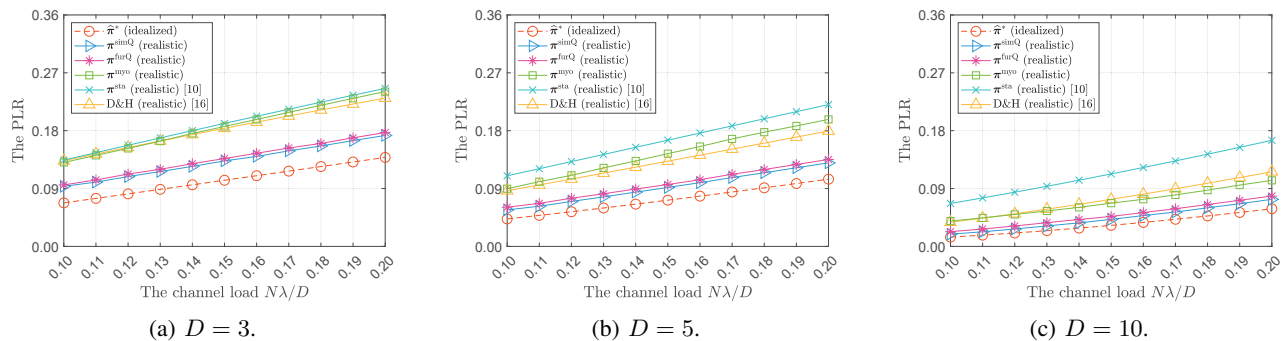 0.36
0.27
0.18
0.09
0.00
The PLR
π̂* (idealized)
π^simQ (realistic)
π^furQ (realistic)
π^myo (realistic)
π^sta (realistic) [10]
D&H (realistic) [16]
0.10 0.11 0.12 0.13 0.14 0.15 0.16 0.17 0.18 0.19 0.20
The channel load Nλ/D
(a) D = 3.
0.36
0.27
0.18
0.09
0.00
The PLR
π̂* (idealized)
π^simQ (realistic)
π^furQ (realistic)
π^myo (realistic)
π^sta (realistic) [10]
D&H (realistic) [16]
0.10 0.11 0.12 0.13 0.14 0.15 0.16 0.17 0.18 0.19 0.20
The channel load Nλ/D
(b) D = 5.
0.36
0.27
0.18
0.09
0.00
The PLR
π̂* (idealized)
π^simQ (realistic)
π^furQ (realistic)
π^myo (realistic)
π^sta (realistic) [10]
D&H (realistic) [16]
0.10 0.11 0.12 0.13 0.14 0.15 0.16 0.17 0.18 0.19 0.20
The channel load Nλ/D
(c) D = 10.